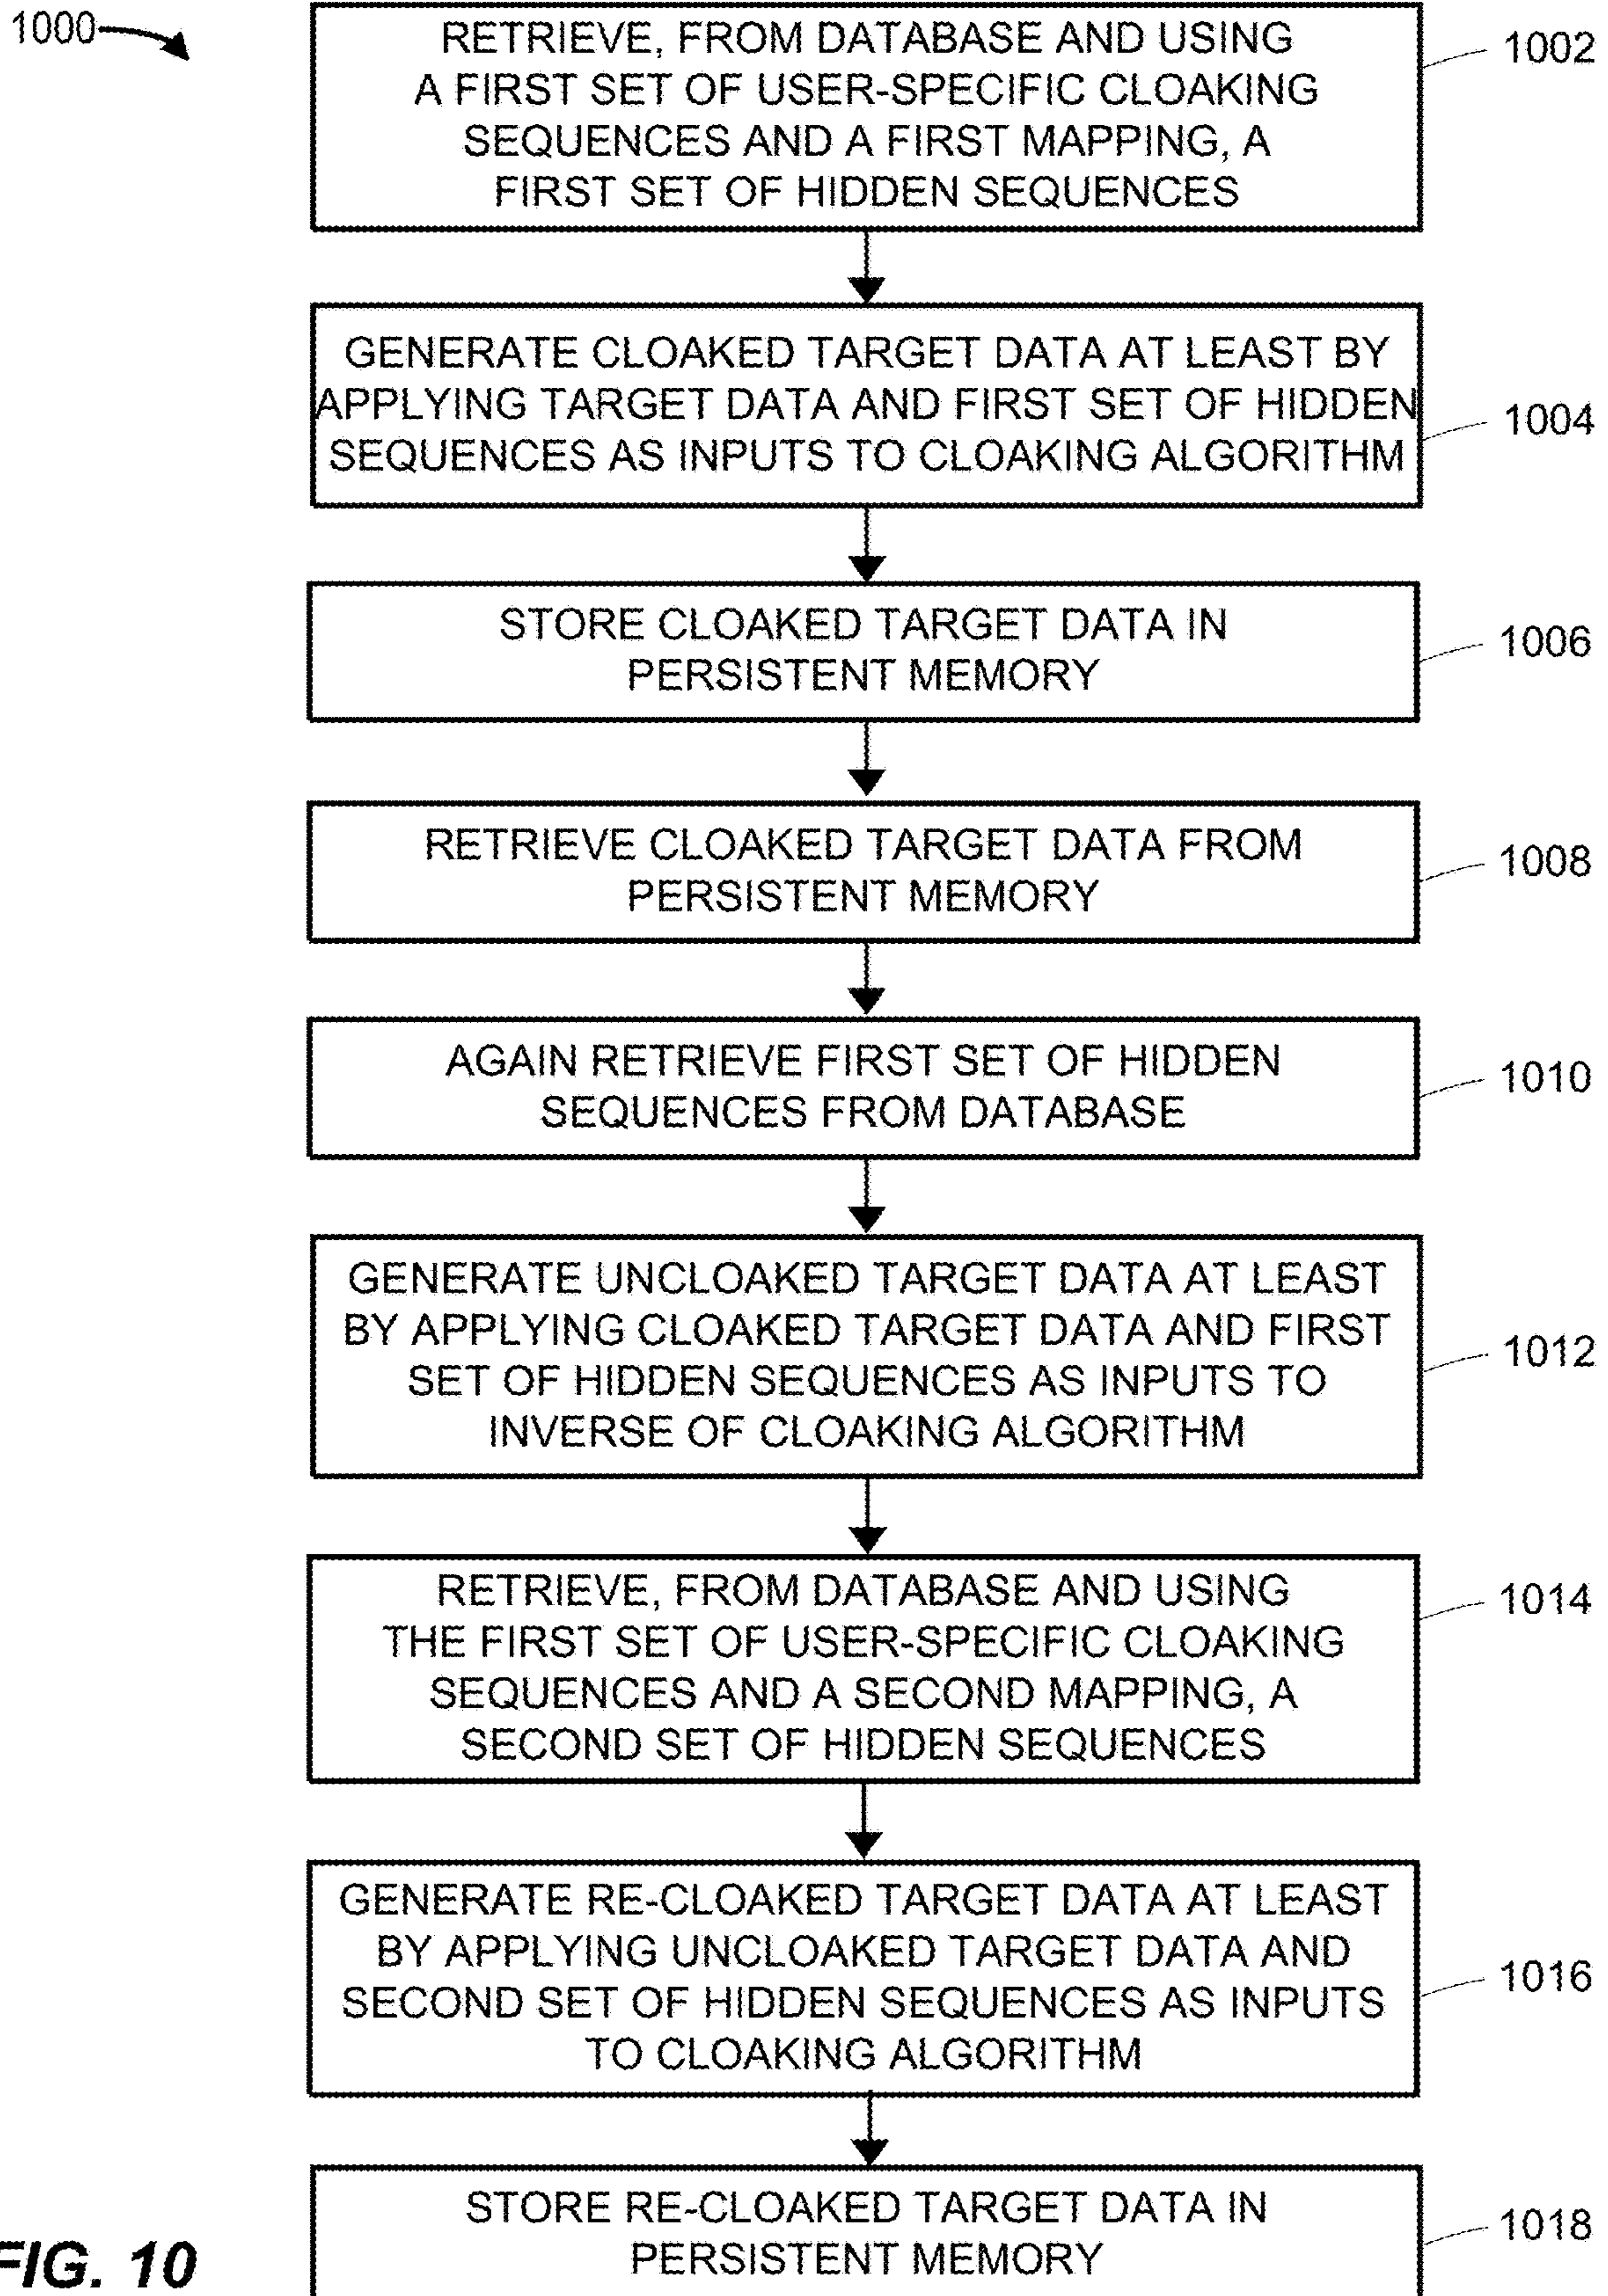 1000
RETRIEVE, FROM DATABASE AND USING
A FIRST SET OF USER-SPECIFIC CLOAKING
SEQUENCES AND A FIRST MAPPING, A
FIRST SET OF HIDDEN SEQUENCES
1002
GENERATE CLOAKED TARGET DATA AT LEAST BY
APPLYING TARGET DATA AND FIRST SET OF HIDDEN
SEQUENCES AS INPUTS TO CLOAKING ALGORITHM
1004
STORE CLOAKED TARGET DATA IN
PERSISTENT MEMORY
1006
RETRIEVE CLOAKED TARGET DATA FROM
PERSISTENT MEMORY
1008
AGAIN RETRIEVE FIRST SET OF HIDDEN
SEQUENCES FROM DATABASE
1010
GENERATE UNCLOAKED TARGET DATA AT LEAST
BY APPLYING CLOAKED TARGET DATA AND FIRST
SET OF HIDDEN SEQUENCES AS INPUTS TO
INVERSE OF CLOAKING ALGORITHM
1012
RETRIEVE, FROM DATABASE AND USING
THE FIRST SET OF USER-SPECIFIC CLOAKING
SEQUENCES AND A SECOND MAPPING, A
SECOND SET OF HIDDEN SEQUENCES
1014
GENERATE RE-CLOAKED TARGET DATA AT LEAST
BY APPLYING UNCLOAKED TARGET DATA AND
SECOND SET OF HIDDEN SEQUENCES AS INPUTS
TO CLOAKING ALGORITHM
1016
STORE RE-CLOAKED TARGET DATA IN
PERSISTENT MEMORY
1018
FIG. 10